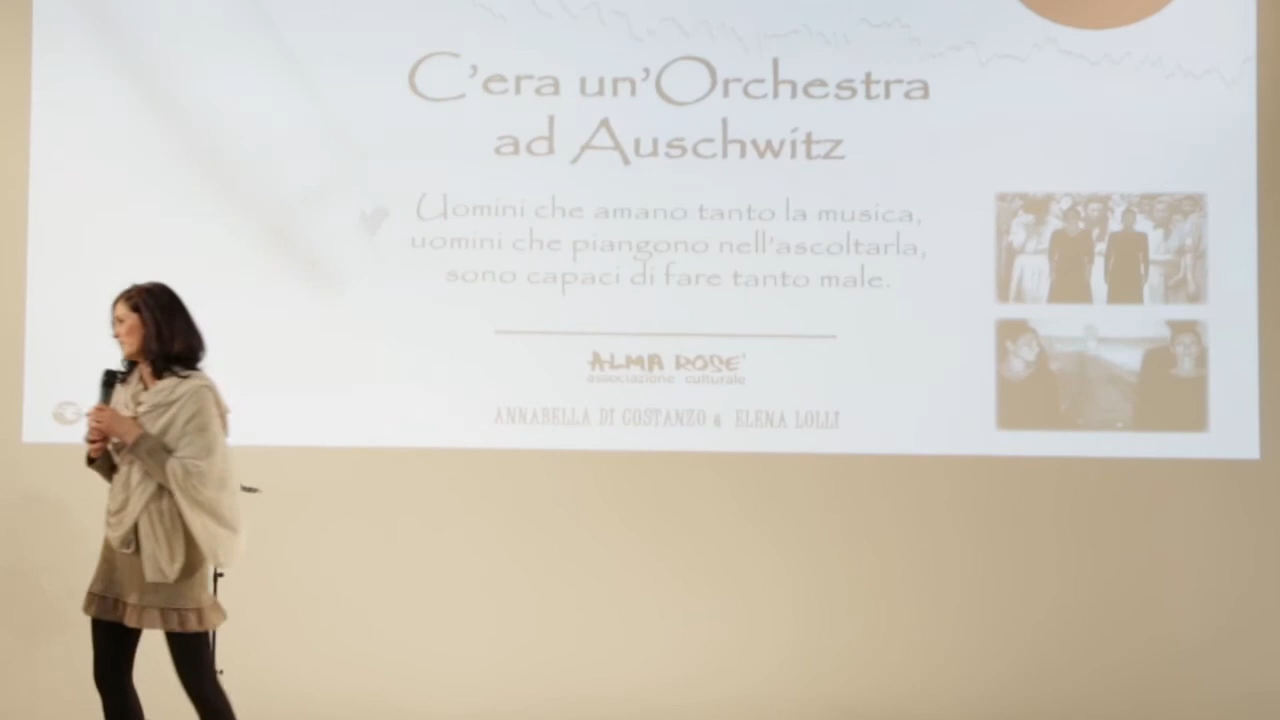 C'era un'Orchestra
ad Auschwitz
Uomini che amano tanto la musica,
uomini che piangono nell'ascoltarla,
sono capaci di fare tanto male.
ALMA ROSE'
associazione culturale
ANNABELLA DI COSTANZO & ELENA LOLLI